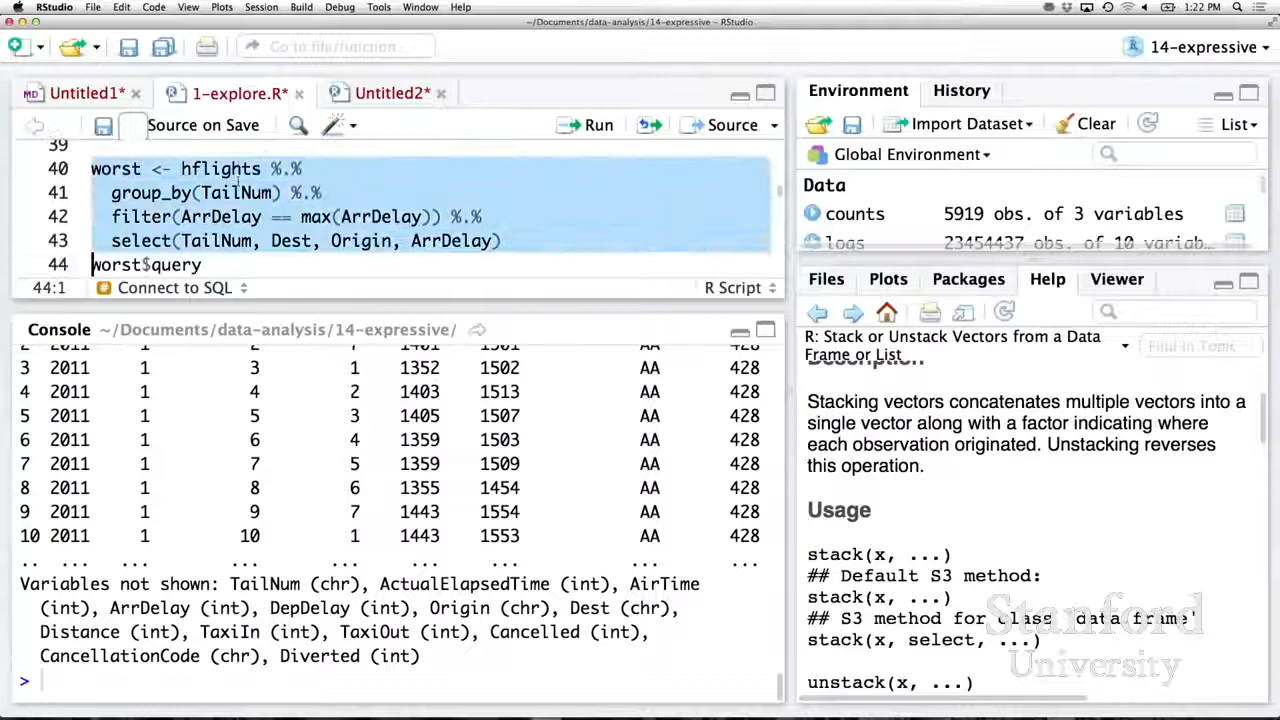 RStudio File Edit Code View Plots Session Build Debug Tools Window Help 1:22 PM
~/Documents/data-analysis/14-expressive - RStudio
Go to file/function
14-expressive
Untitled1* 1-explore.R* Untitled2*
Source on Save Run Source
39
40 worst <- hflights %.%
41 group_by(TailNum) %.%
42 filter(ArrDelay == max(ArrDelay)) %.%
43 select(TailNum, Dest, Origin, ArrDelay)
44 worst$query
44:1 Connect to SQL R Script
Console ~/Documents/data-analysis/14-expressive/
3 2011 1 3 1 1352 1502 AA 428
4 2011 1 4 2 1403 1513 AA 428
5 2011 1 5 3 1405 1507 AA 428
6 2011 1 6 4 1359 1503 AA 428
7 2011 1 7 5 1359 1509 AA 428
8 2011 1 8 6 1355 1454 AA 428
9 2011 1 9 7 1443 1554 AA 428
10 2011 1 10 1 1443 1553 AA 428
.. ... ... ... ... ... ... ... ...
Variables not shown: TailNum (chr), ActualElapsedTime (int), AirTime
(int), ArrDelay (int), DepDelay (int), Origin (chr), Dest (chr),
Distance (int), TaxiIn (int), TaxiOut (int), Cancelled (int),
CancellationCode (chr), Diverted (int)
>
Environment History
Import Dataset Clear List
Global Environment
Data
counts 5919 obs. of 3 variables
logs 23454437 obs. of 10 variab...
Files Plots Packages Help Viewer
R: Stack or Unstack Vectors from a Data
Frame or List Find in Topic
Description
Stacking vectors concatenates multiple vectors into a
single vector along with a factor indicating where
each observation originated. Unstacking reverses
this operation.
Usage
stack(x, ...)
## Default S3 method:
stack(x, ...)
## S3 method for class 'data.frame'
stack(x, select, ...)
unstack(x, ...)
Stanford
University